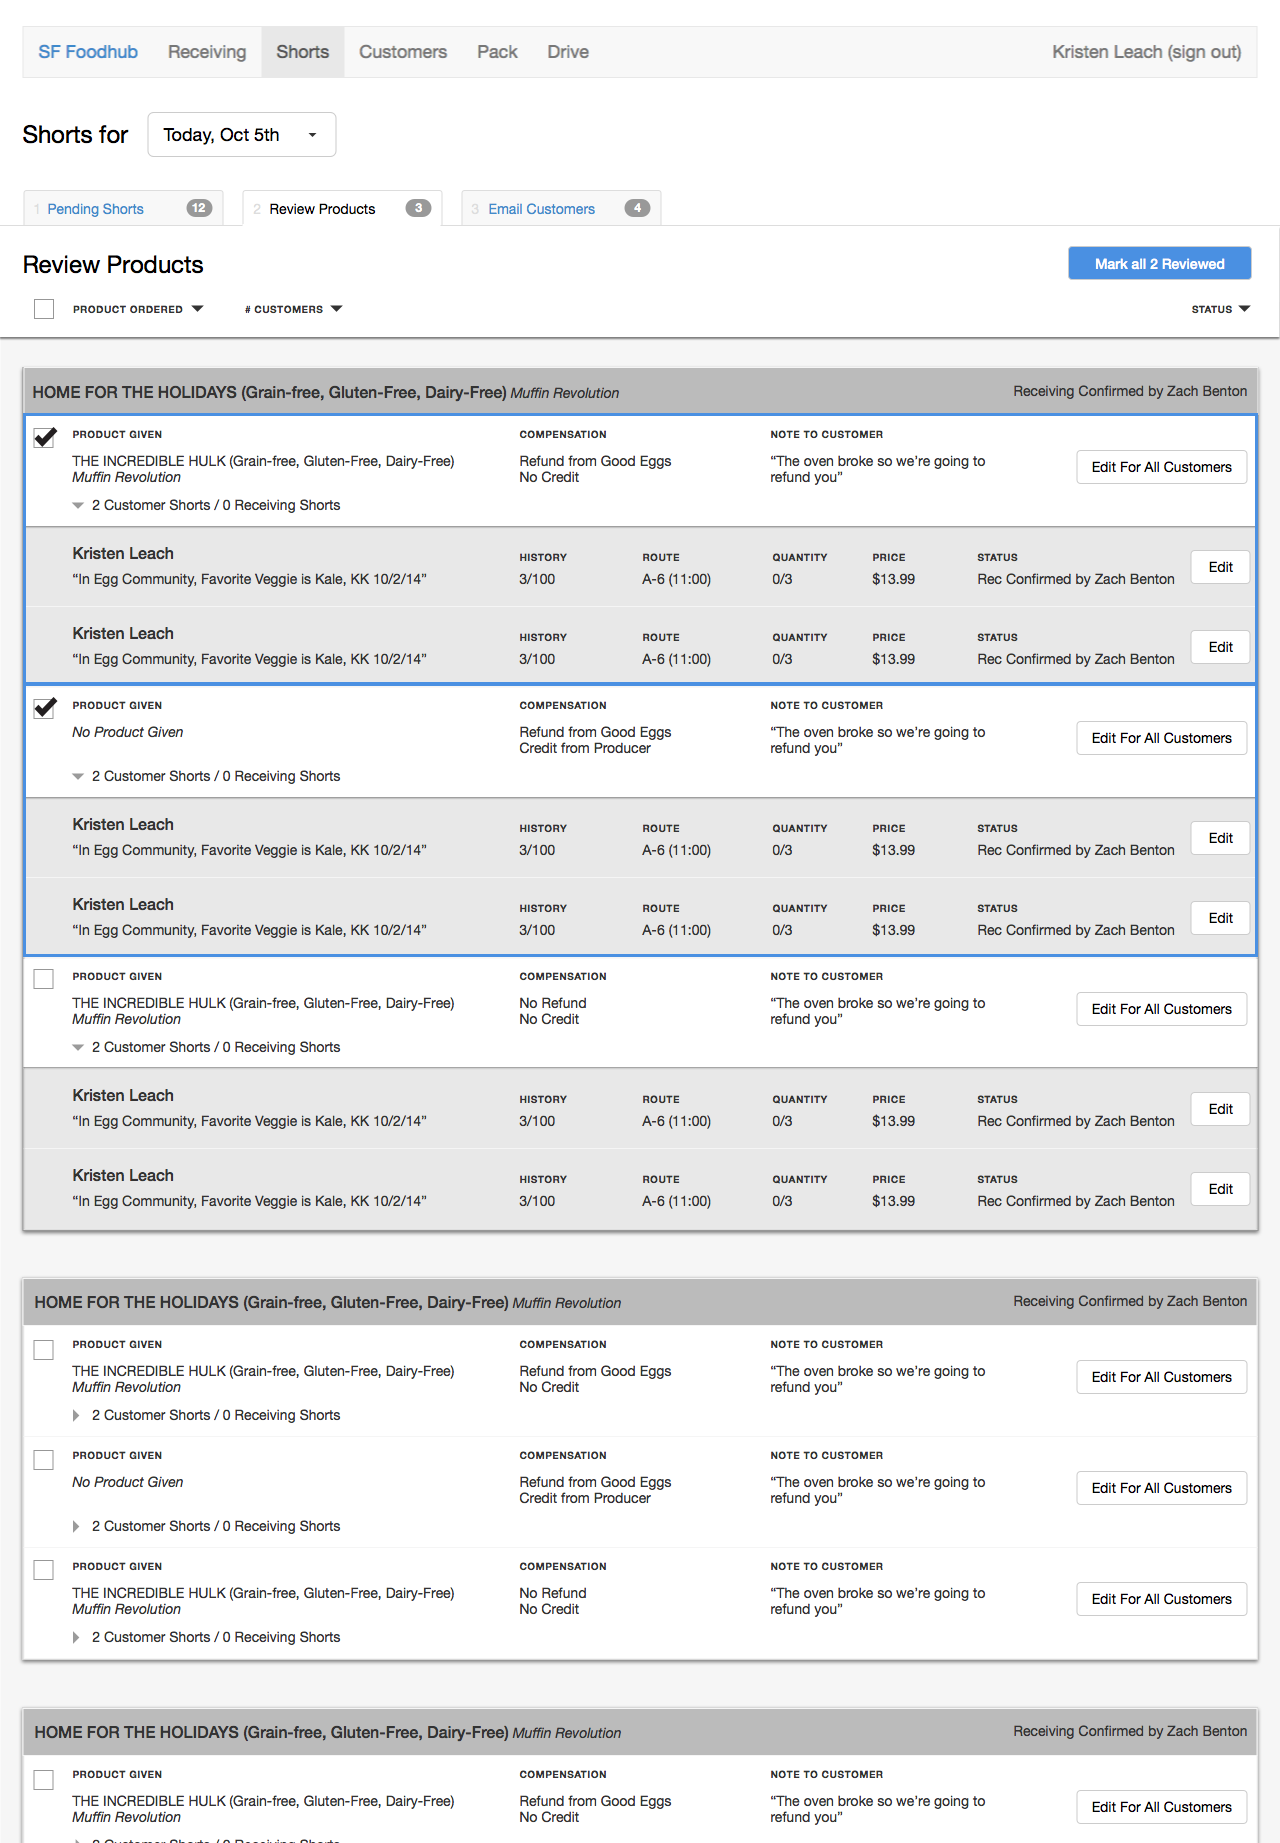 SF Foodhub Receiving Shorts Customers Pack Drive Kristen Leach (sign out)
Shorts for Today, Oct 5th
1 Pending Shorts 12 2 Review Products 3 3 Email Customers 4
Review Products Mark all 2 Reviewed
PRODUCT ORDERED # CUSTOMERS STATUS
HOME FOR THE HOLIDAYS (Grain-free, Gluten-Free, Dairy-Free) Muffin Revolution Receiving Confirmed by Zach Benton
PRODUCT GIVEN COMPENSATION NOTE TO CUSTOMER
THE INCREDIBLE HULK (Grain-free, Gluten-Free, Dairy-Free) Refund from Good Eggs “The oven broke so we’re going to
Edit For All Customers
Muffin Revolution No Credit refund you”
2 Customer Shorts / 0 Receiving Shorts
Kristen Leach HISTORY ROUTE QUANTITY PRICE STATUS
Edit
“In Egg Community, Favorite Veggie is Kale, KK 10/2/14” 3/100 A-6 (11:00) 0/3 $13.99 Rec Confirmed by Zach Benton
Kristen Leach HISTORY ROUTE QUANTITY PRICE STATUS
Edit
“In Egg Community, Favorite Veggie is Kale, KK 10/2/14” 3/100 A-6 (11:00) 0/3 $13.99 Rec Confirmed by Zach Benton
PRODUCT GIVEN COMPENSATION NOTE TO CUSTOMER
No Product Given Refund from Good Eggs “The oven broke so we’re going to
Edit For All Customers
Credit from Producer refund you”
2 Customer Shorts / 0 Receiving Shorts
Kristen Leach HISTORY ROUTE QUANTITY PRICE STATUS
Edit
“In Egg Community, Favorite Veggie is Kale, KK 10/2/14” 3/100 A-6 (11:00) 0/3 $13.99 Rec Confirmed by Zach Benton
Kristen Leach HISTORY ROUTE QUANTITY PRICE STATUS
Edit
“In Egg Community, Favorite Veggie is Kale, KK 10/2/14” 3/100 A-6 (11:00) 0/3 $13.99 Rec Confirmed by Zach Benton
PRODUCT GIVEN COMPENSATION NOTE TO CUSTOMER
THE INCREDIBLE HULK (Grain-free, Gluten-Free, Dairy-Free) No Refund “The oven broke so we’re going to
Edit For All Customers
Muffin Revolution No Credit refund you”
2 Customer Shorts / 0 Receiving Shorts
Kristen Leach HISTORY ROUTE QUANTITY PRICE STATUS
Edit
“In Egg Community, Favorite Veggie is Kale, KK 10/2/14” 3/100 A-6 (11:00) 0/3 $13.99 Rec Confirmed by Zach Benton
Kristen Leach HISTORY ROUTE QUANTITY PRICE STATUS
Edit
“In Egg Community, Favorite Veggie is Kale, KK 10/2/14” 3/100 A-6 (11:00) 0/3 $13.99 Rec Confirmed by Zach Benton
HOME FOR THE HOLIDAYS (Grain-free, Gluten-Free, Dairy-Free) Muffin Revolution Receiving Confirmed by Zach Benton
PRODUCT GIVEN COMPENSATION NOTE TO CUSTOMER
THE INCREDIBLE HULK (Grain-free, Gluten-Free, Dairy-Free) Refund from Good Eggs “The oven broke so we’re going to
Edit For All Customers
Muffin Revolution No Credit refund you”
2 Customer Shorts / 0 Receiving Shorts
PRODUCT GIVEN COMPENSATION NOTE TO CUSTOMER
No Product Given Refund from Good Eggs “The oven broke so we’re going to
Edit For All Customers
Credit from Producer refund you”
2 Customer Shorts / 0 Receiving Shorts
PRODUCT GIVEN COMPENSATION NOTE TO CUSTOMER
THE INCREDIBLE HULK (Grain-free, Gluten-Free, Dairy-Free) No Refund “The oven broke so we’re going to
Edit For All Customers
Muffin Revolution No Credit refund you”
2 Customer Shorts / 0 Receiving Shorts
HOME FOR THE HOLIDAYS (Grain-free, Gluten-Free, Dairy-Free) Muffin Revolution Receiving Confirmed by Zach Benton
PRODUCT GIVEN COMPENSATION NOTE TO CUSTOMER
THE INCREDIBLE HULK (Grain-free, Gluten-Free, Dairy-Free) Refund from Good Eggs “The oven broke so we’re going to
Edit For All Customers
Muffin Revolution No Credit refund you”